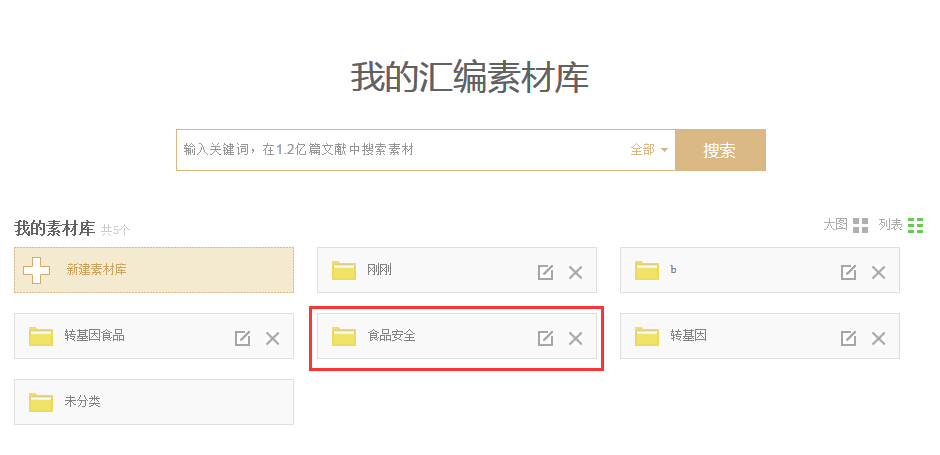 我的汇编素材库
输入关键词，在1.2亿篇文献中搜索素材 全部 搜索
我的素材库 共5个 大图 列表
新建素材库 刚刚 b
转基因食品 食品安全 转基因
未分类